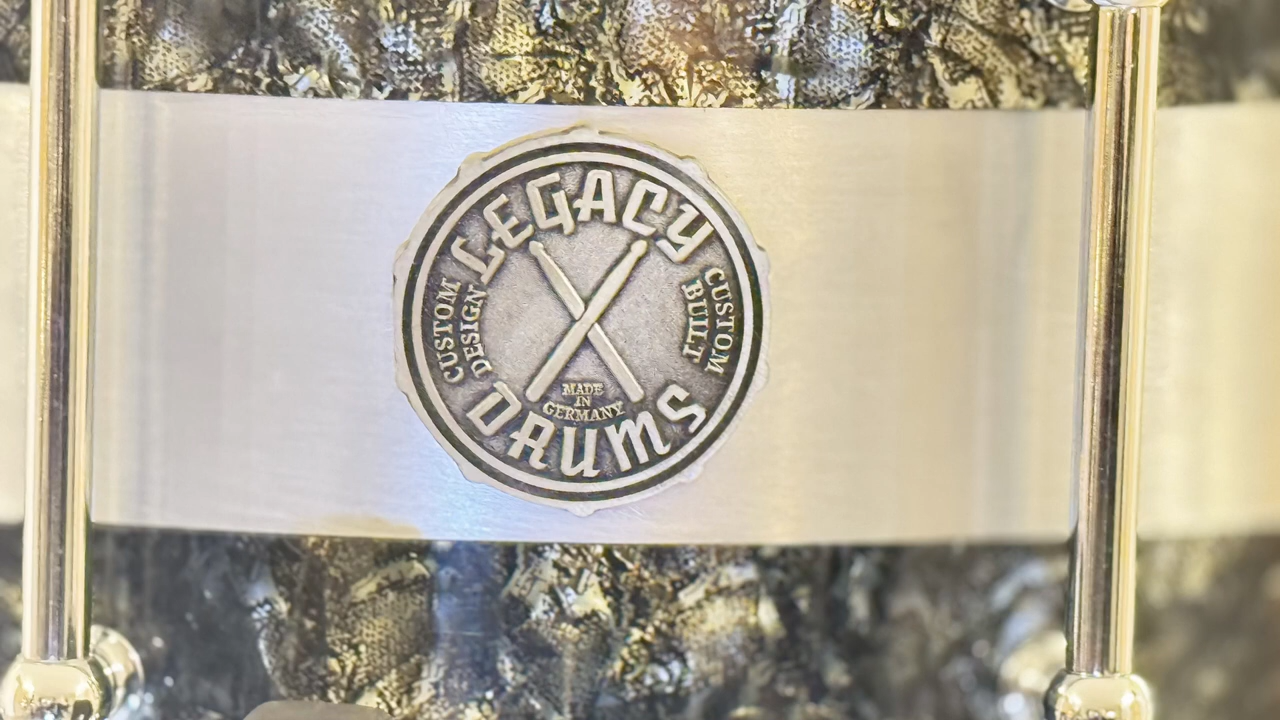 LEGACY
CUSTOM
DESIGN
CUSTOM
BUILT
MADE
IN
GERMANY
DRUMS